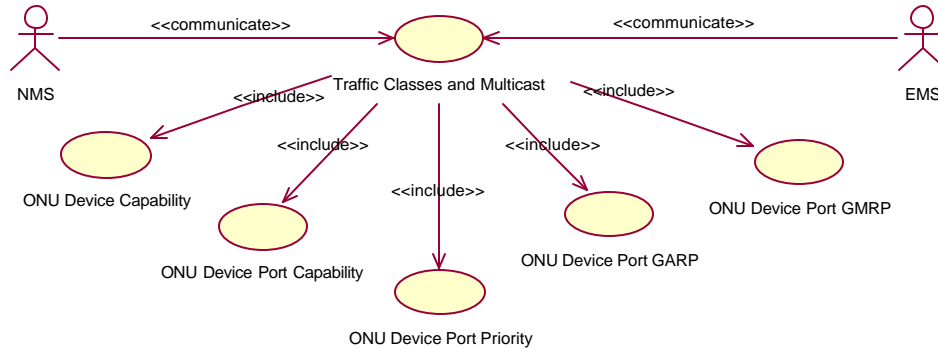 <<communicate>>
<<communicate>>
NMS
Traffic Classes and Multicast
EMS
<<include>>
<<include>>
<<include>>
<<include>>
<<include>>
ONU Device Capability
ONU Device Port GMRP
ONU Device Port Capability
ONU Device Port GARP
ONU Device Port Priority